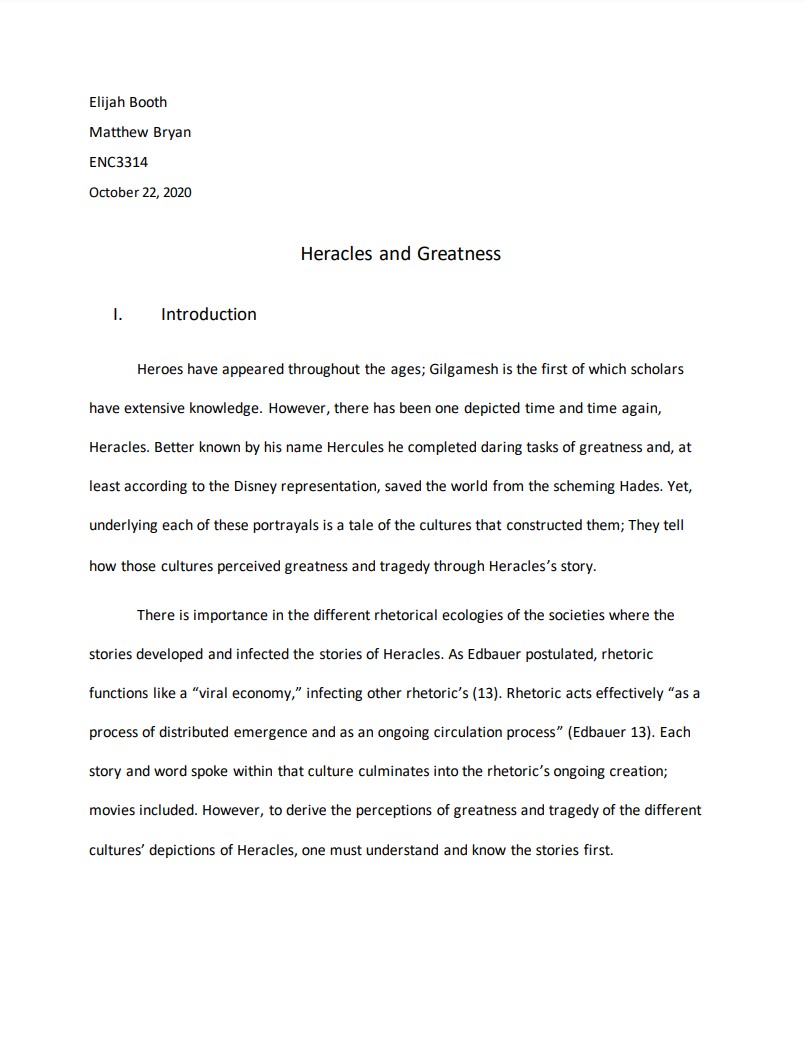 Elijah Booth
Matthew Bryan
ENC3314
October 22, 2020
Heracles and Greatness
I. Introduction
Heroes have appeared throughout the ages; Gilgamesh is the first of which scholars
have extensive knowledge. However, there has been one depicted time and time again,
Heracles. Better known by his name Hercules he completed daring tasks of greatness and, at
least according to the Disney representation, saved the world from the scheming Hades. Yet,
underlying each of these portrayals is a tale of the cultures that constructed them; They tell
how those cultures perceived greatness and tragedy through Heracles’s story.
There is importance in the different rhetorical ecologies of the societies where the
stories developed and infected the stories of Heracles. As Edbauer postulated, rhetoric
functions like a “viral economy,” infecting other rhetoric’s (13). Rhetoric acts effectively “as a
process of distributed emergence and as an ongoing circulation process” (Edbauer 13). Each
story and word spoke within that culture culminates into the rhetoric’s ongoing creation;
movies included. However, to derive the perceptions of greatness and tragedy of the different
cultures’ depictions of Heracles, one must understand and know the stories first.